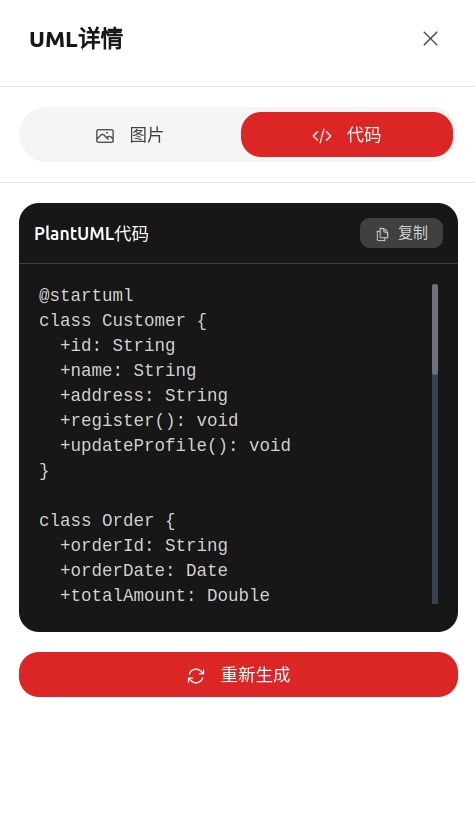 UML详情
图片
代码
PlantUML代码
复制
@startuml
class Customer {
  +id: String
  +name: String
  +address: String
  +register(): void
  +updateProfile(): void
}
class Order {
  +orderId: String
  +orderDate: Date
  +totalAmount: Double
重新生成